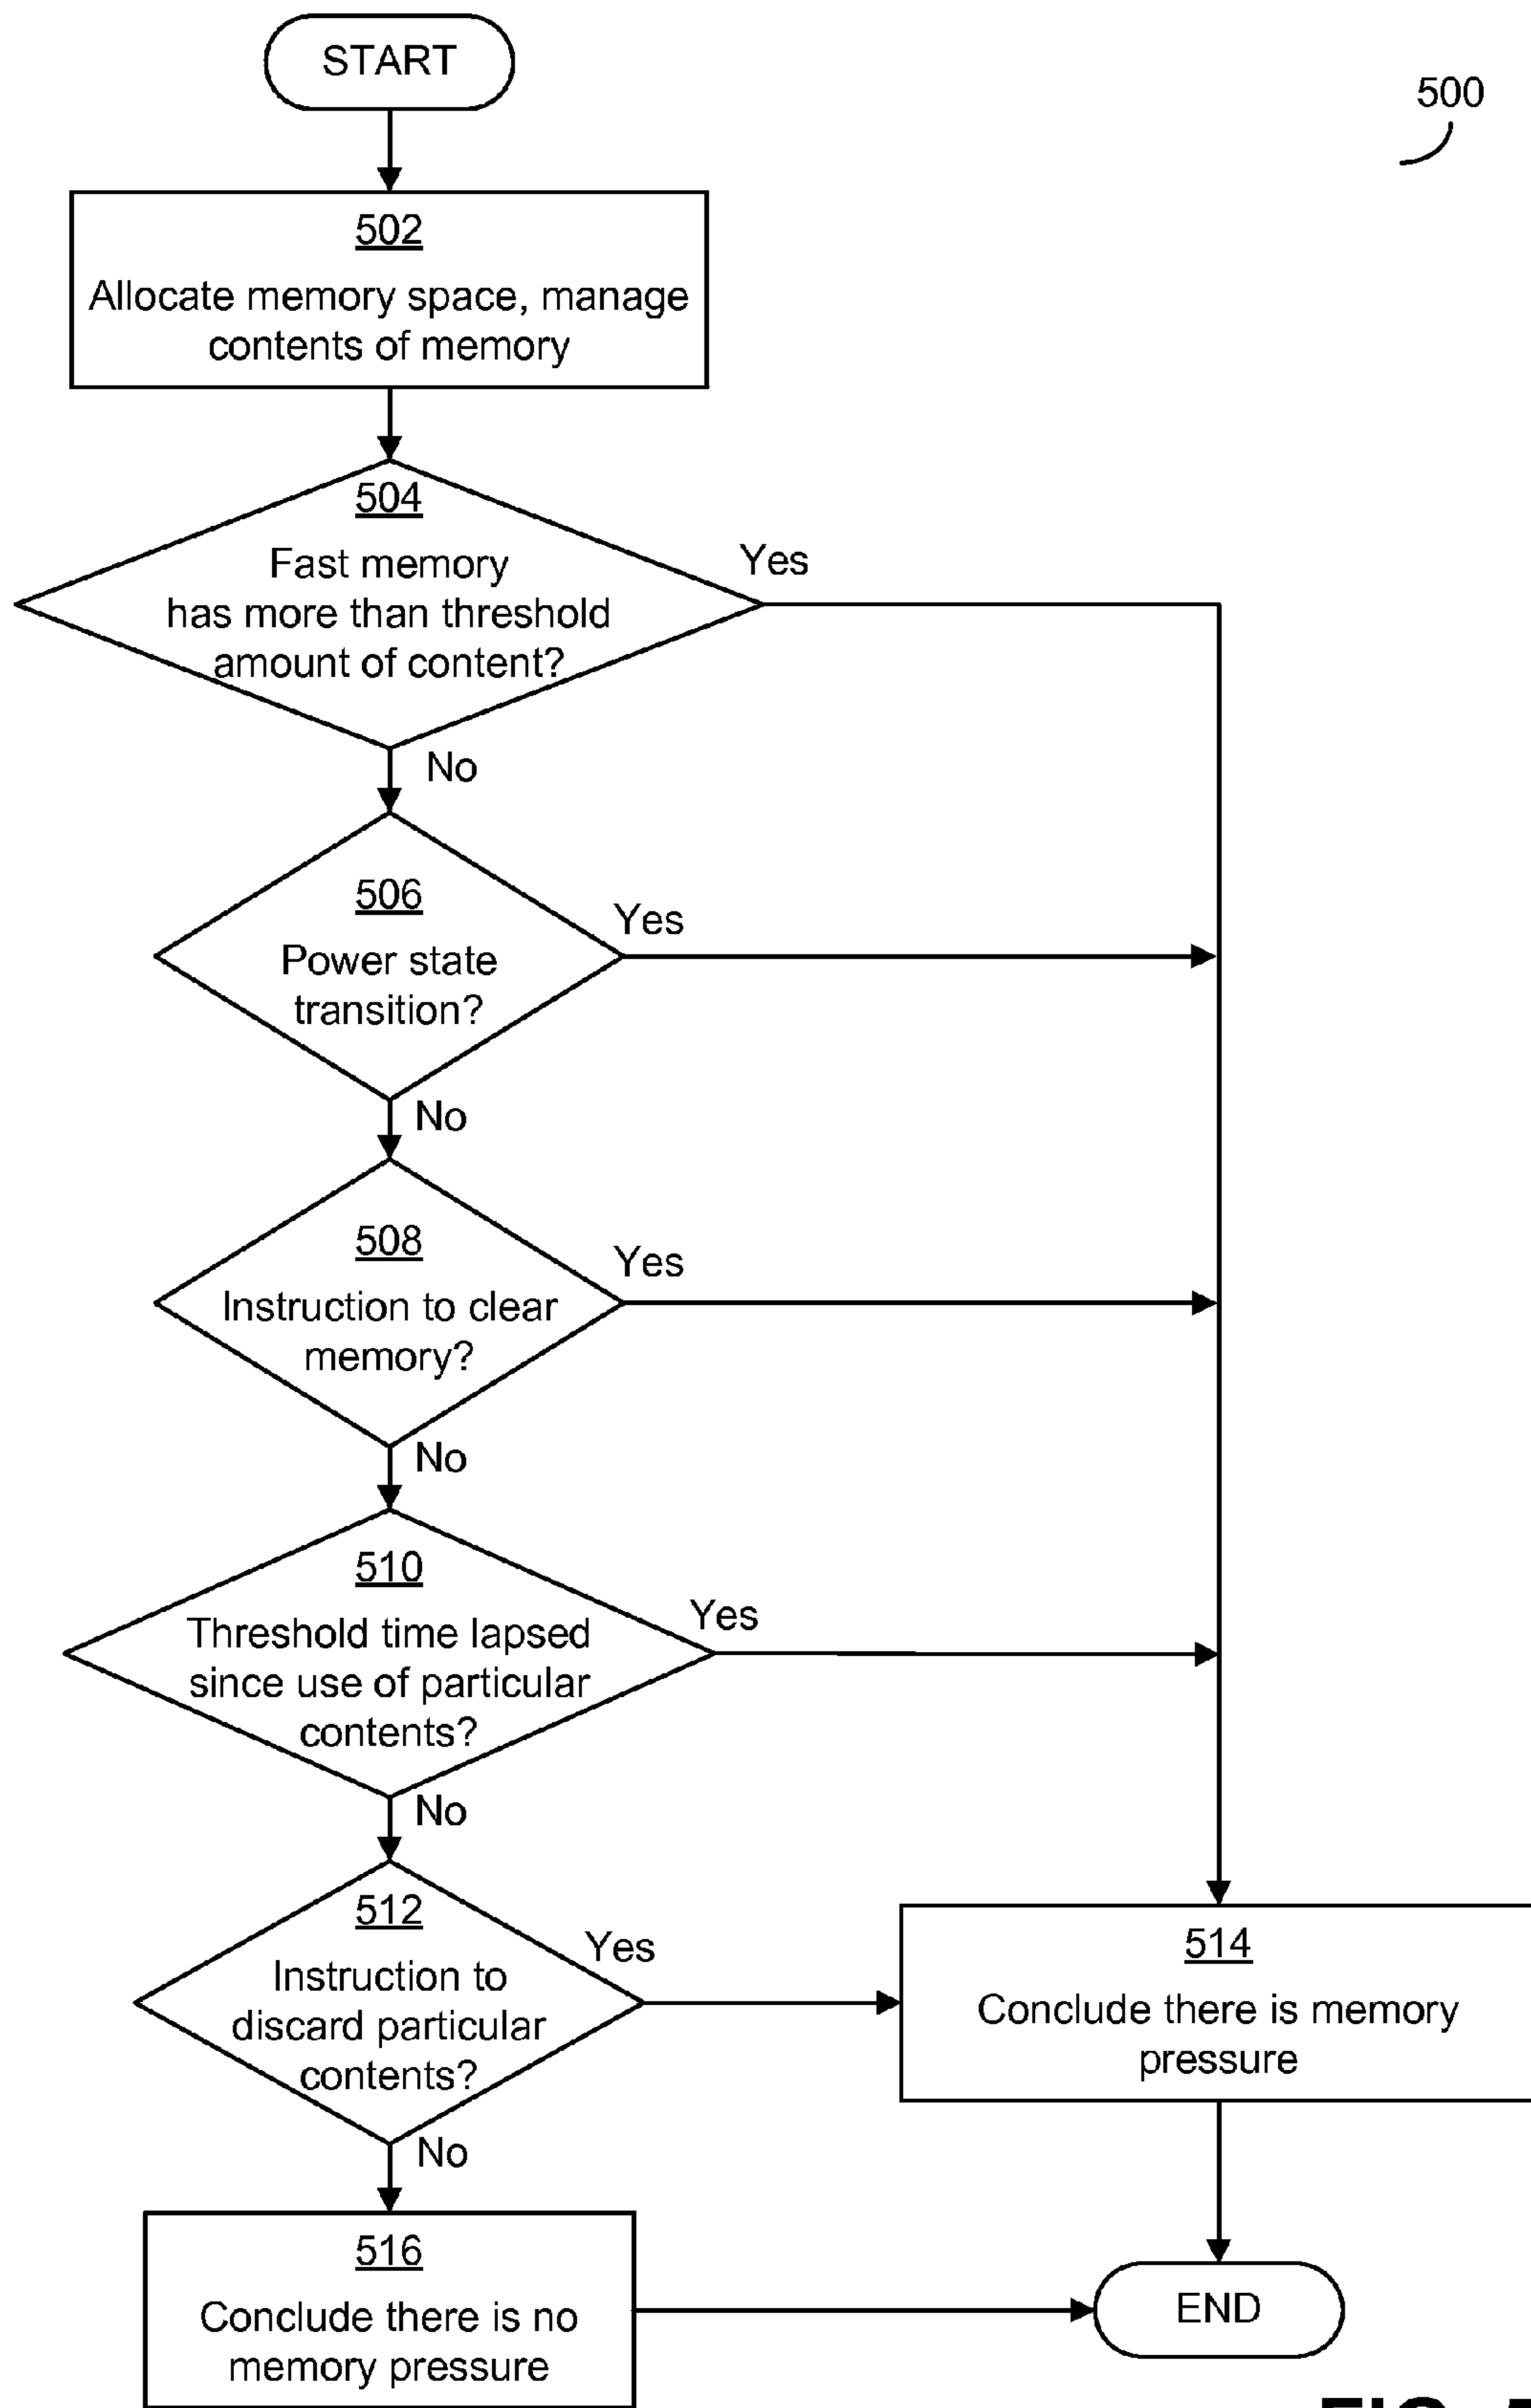 START
500
502
Allocate memory space, manage
contents of memory
504
Fast memory
has more than threshold
amount of content?
Yes
No
506
Power state
transition?
Yes
No
508
Instruction to clear
memory?
Yes
No
510
Threshold time lapsed
since use of particular
contents?
Yes
No
512
Instruction to
discard particular
contents?
Yes
No
514
Conclude there is memory
pressure
516
Conclude there is no
memory pressure
END